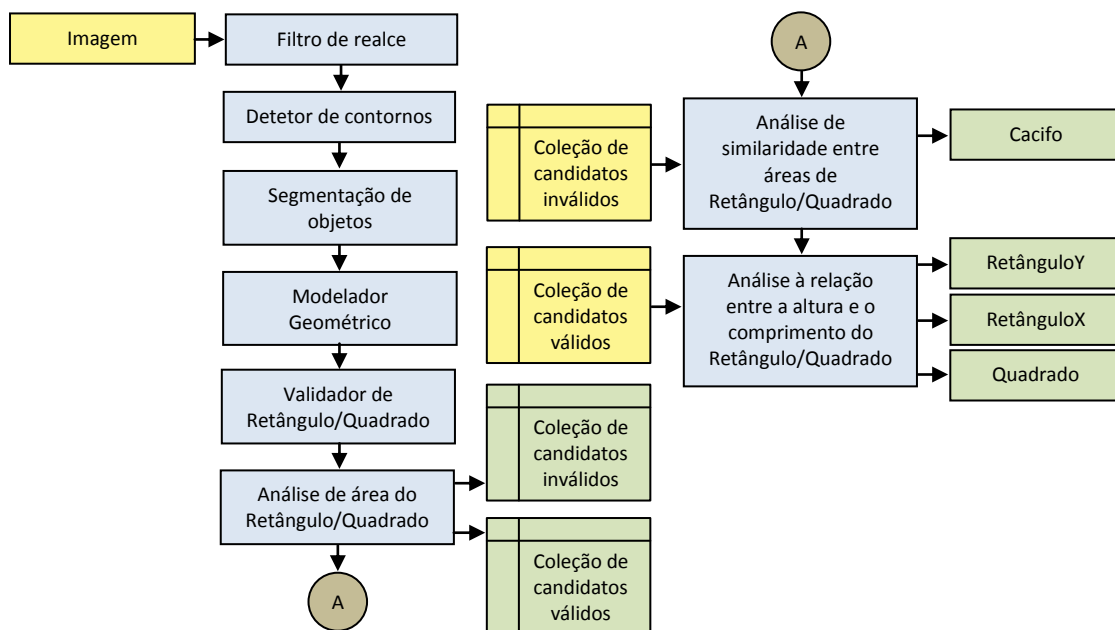 Imagem
Filtro de realce
Detetor de contornos
Segmentação de
objetos
Modelador
Geométrico
Validador de
Retângulo/Quadrado
Análise de área do
Retângulo/Quadrado
Coleção de
candidatos
inválidos
Coleção de
candidatos
válidos
A
A
Coleção de
candidatos
inválidos
Análise de
similaridade entre
áreas de
Retângulo/Quadrado
Cacifo
Coleção de
candidatos
válidos
Análise à relação
entre a altura e o
comprimento do
Retângulo/Quadrado
RetânguloY
RetânguloX
Quadrado